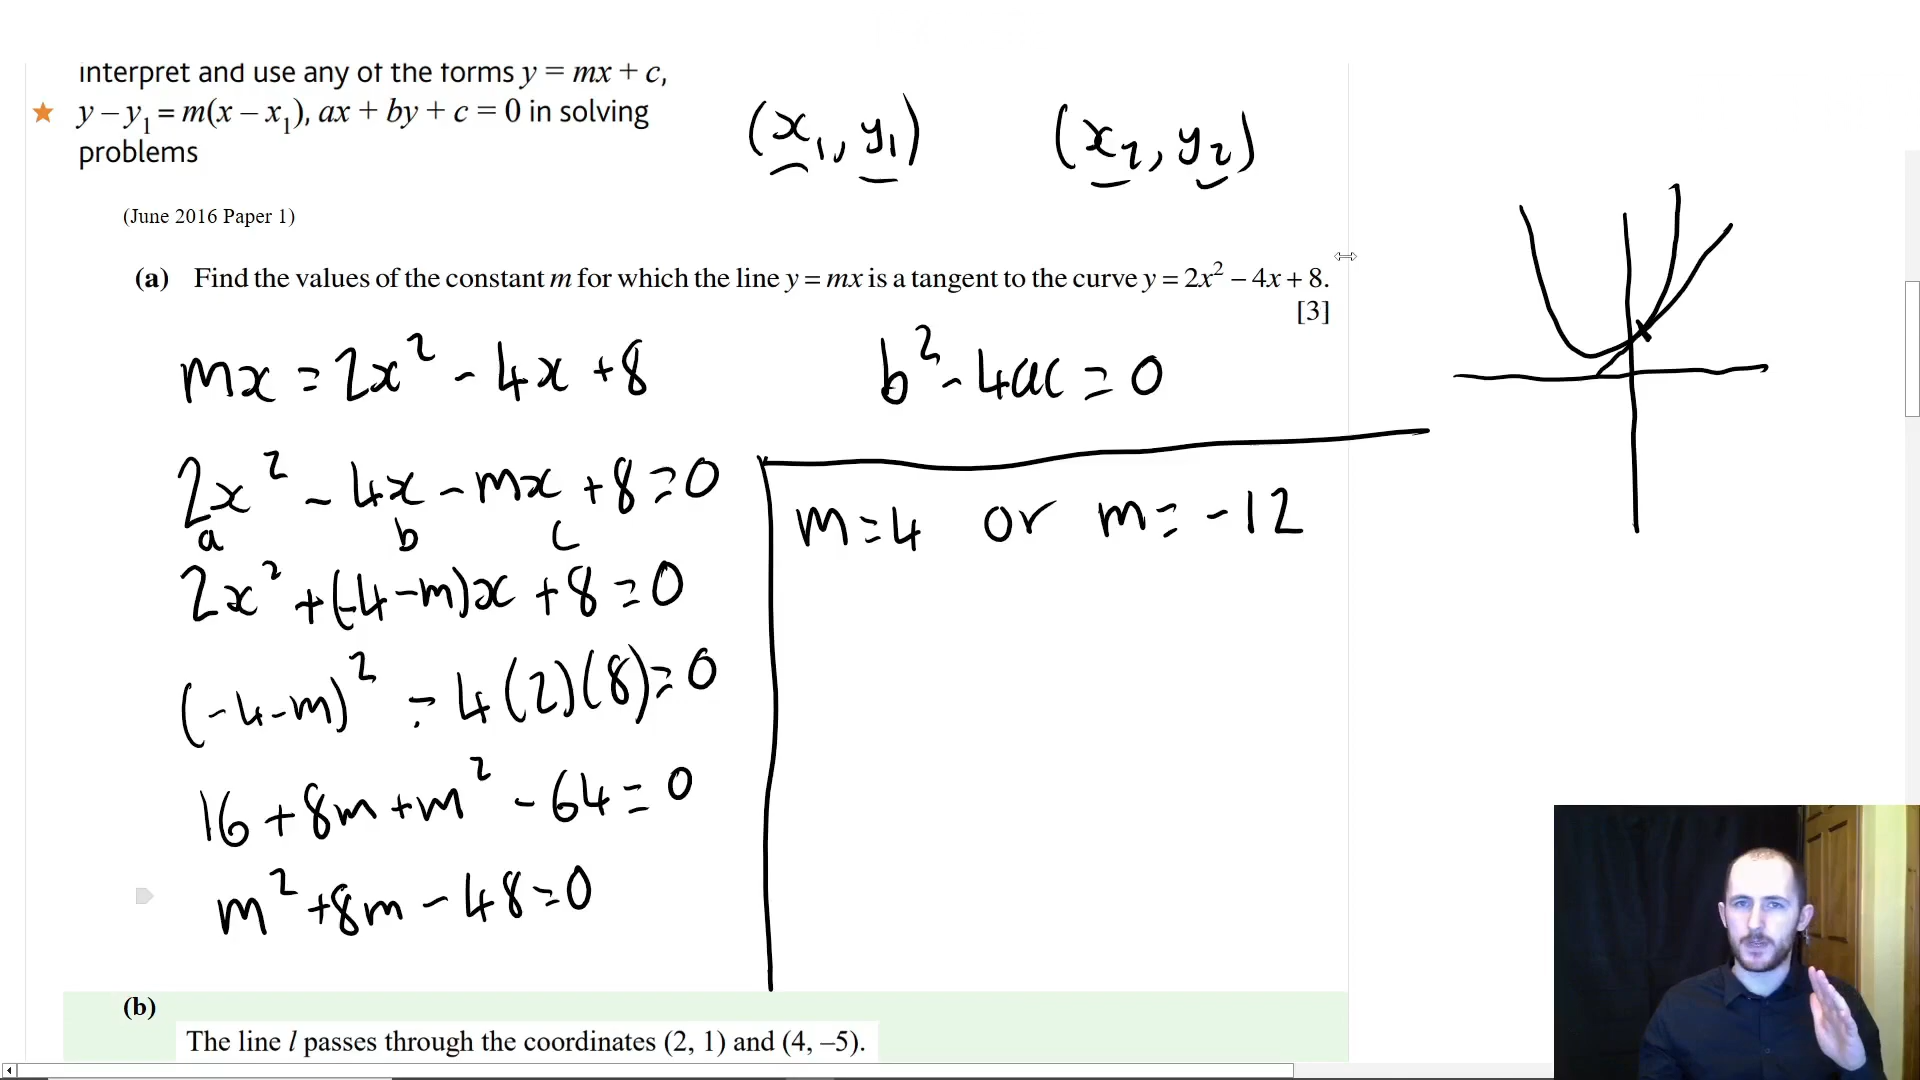 interpret and use any of the forms y = mx + c,
★ y – y₁ = m(x – x₁), ax + by + c = 0 in solving
problems
(x₁, y₁) (x₂, y₂)
(June 2016 Paper 1)
(a) Find the values of the constant m for which the line y = mx is a tangent to the curve y = 2x² – 4x + 8.
[3]
mx = 2x² - 4x + 8
b² - 4ac = 0
2x² - 4x - mx + 8 = 0
a b c
2x² + (-4-m)x + 8 = 0
(-4-m)² - 4(2)(8) = 0
16 + 8m + m² - 64 = 0
m² + 8m - 48 = 0
m = 4 or m = -12
(b)
The line l passes through the coordinates (2, 1) and (4, –5).